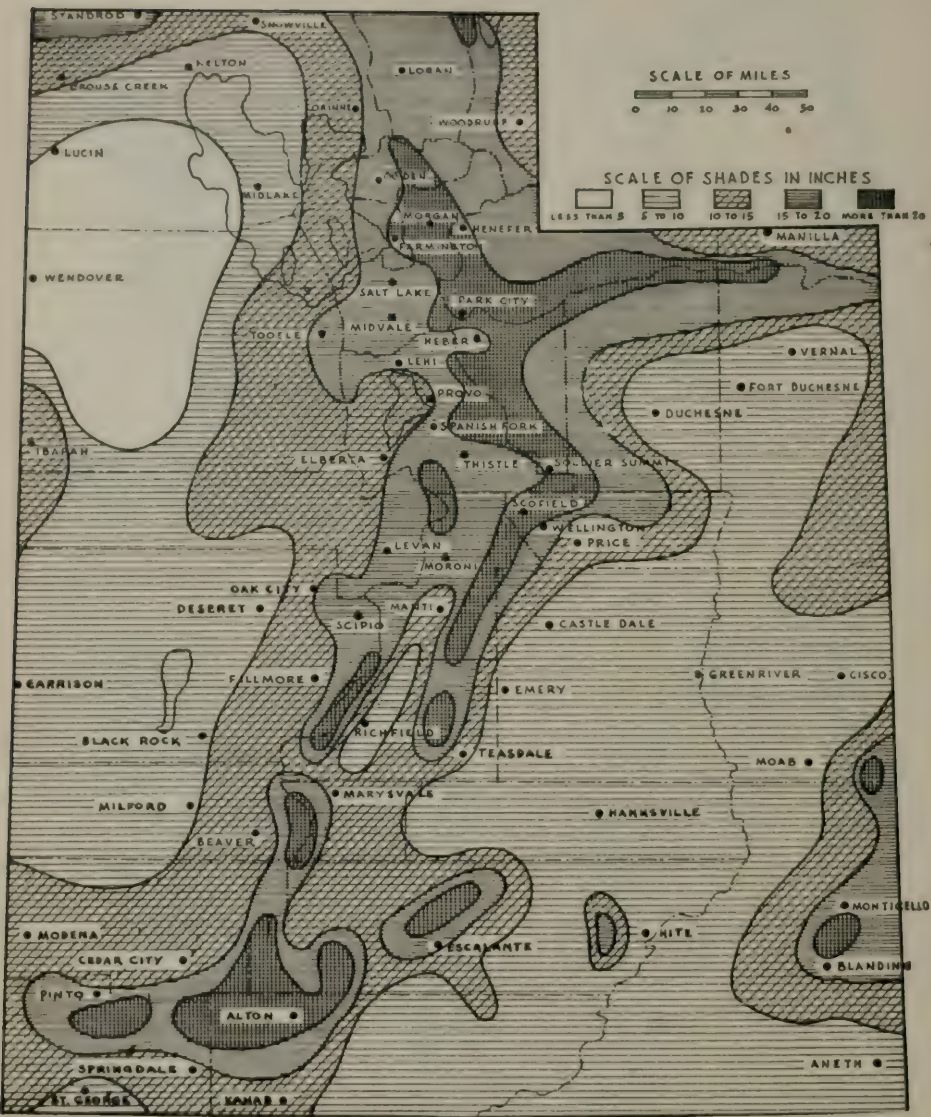 STANDROD
SNOWVILLE
KELTON
LOGAN
GROUSE CREEK
CORINNE
WOODRUFF
LUCIN
OGDEN
MIDLAKE
MORGAN
HENEFER
FARMINGTON
WENDOVER
SALT LAKE
PARK CITY
MIDVALE
TOOELE
HEBER
LEHI
PROVO
SPANISH FORK
IBAPAH
ELBERTA
THISTLE
SOLDIER SUMMIT
SCOFIELD
WELLINGTON
PRICE
LEVAN
MORONI
OAK CITY
DESERET
MANTI
SCIPIO
CASTLE DALE
GARRISON
FILLMORE
EMERY
GREENRIVER
CISCO
BLACK ROCK
RICHFIELD
TEASDALE
MOAB
MARYSVALE
MILFORD
HANKSVILLE
BEAVER
MONTICELLO
MODENA
ESCALANTE
HITE
CEDAR CITY
BLANDING
PINTO
ALTON
SPRINGDALE
ANETH
ST. GEORGE
KANAB
SCALE OF MILES
0 10 20 30 40 50
SCALE OF SHADES IN INCHES
LESS THAN 5 5 TO 10 10 TO 15 15 TO 20 MORE THAN 20
MANILLA
VERNAL
FORT DUCHESNE
DUCHESNE